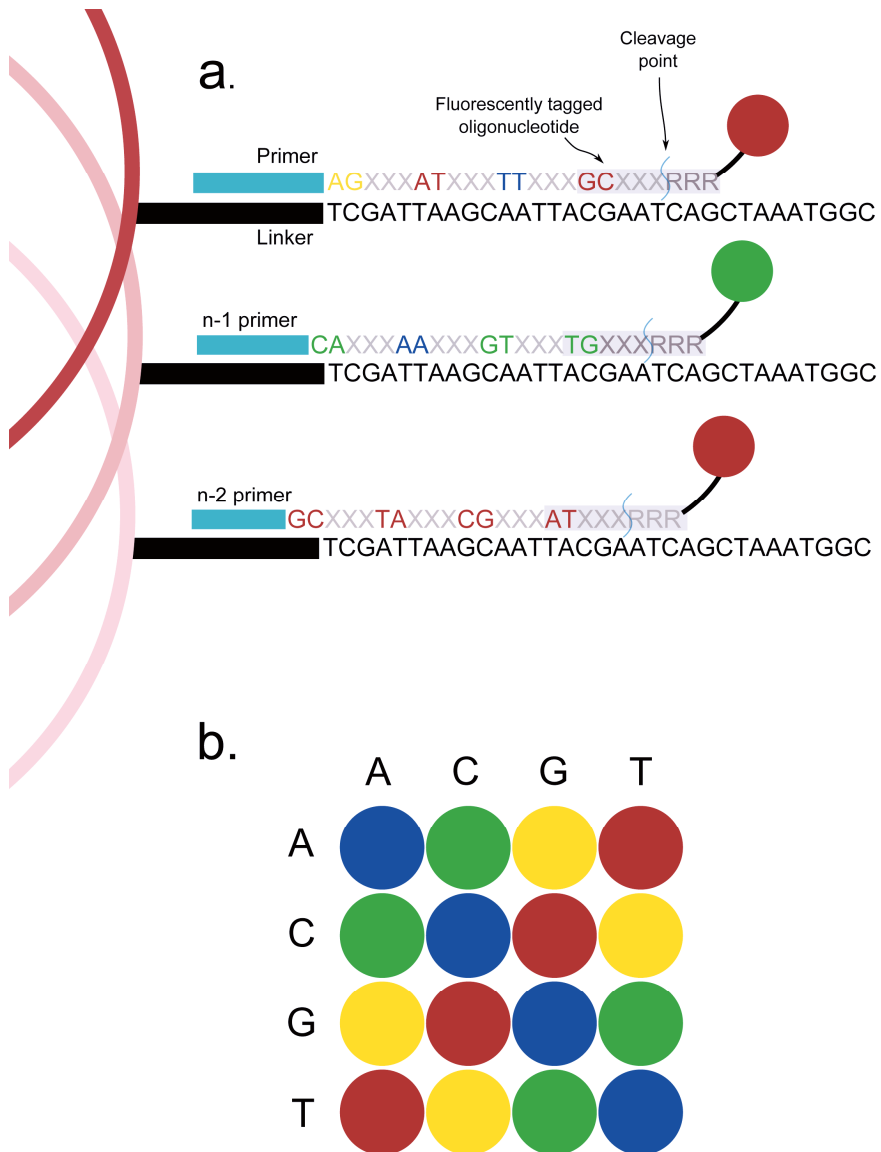 a.
Cleavage
point
Fluorescently tagged
oligonucleotide
Primer
AGXXXATXXXTTXXXGCXXXRRR
TCGATTAAGCAATTACGAATCAGCTAAATGGC
Linker
n-1 primer
CAXXXAAXXXGTXXXTGXXXRRR
TCGATTAAGCAATTACGAATCAGCTAAATGGC
n-2 primer
GCXXXTAXXXCGXXXATXXXRRR
TCGATTAAGCAATTACGAATCAGCTAAATGGC
b.
A C G T
A
C
G
T